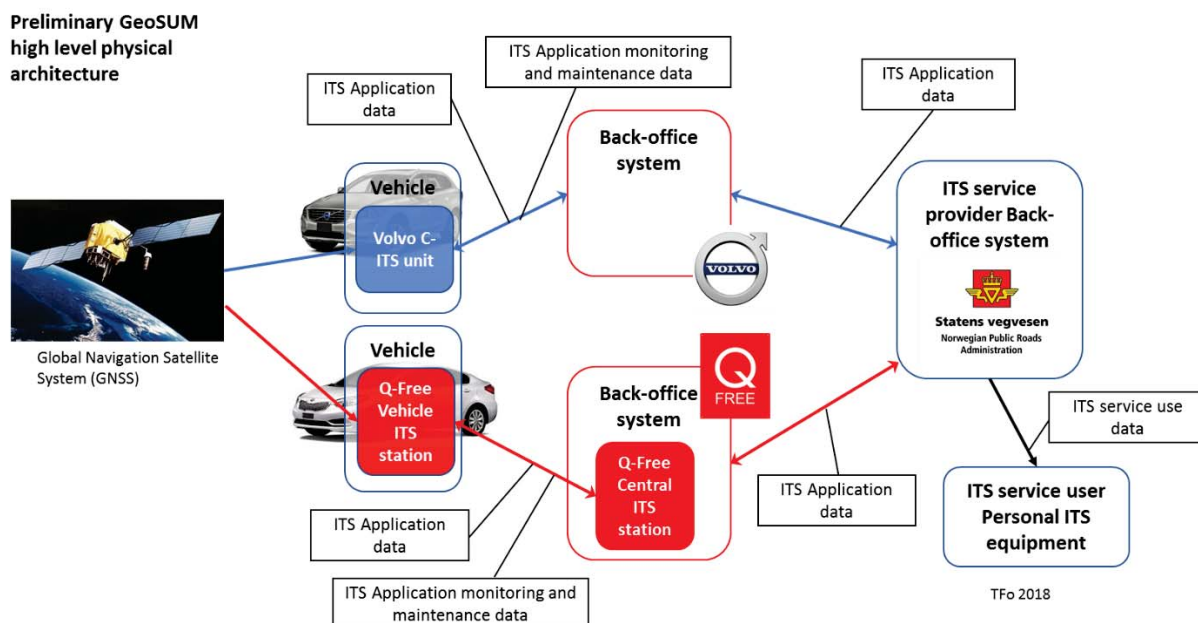 Preliminary GeoSUM
high level physical
architecture
ITS Application monitoring
and maintenance data
ITS Application
data
ITS Application
data
Back-office
system
Vehicle
Volvo C-
ITS unit
VOLVO
ITS service
provider Back-
office system
Statens vegvesen
Norwegian Public Roads
Administration
Global Navigation Satellite
System (GNSS)
Vehicle
Q-Free
Vehicle
ITS
station
Back-office
system
Q
FREE
Q-Free
Central
ITS
station
ITS service use
data
ITS Application
data
ITS Application
data
ITS Application monitoring and
maintenance data
ITS service user
Personal ITS
equipment
TFo 2018